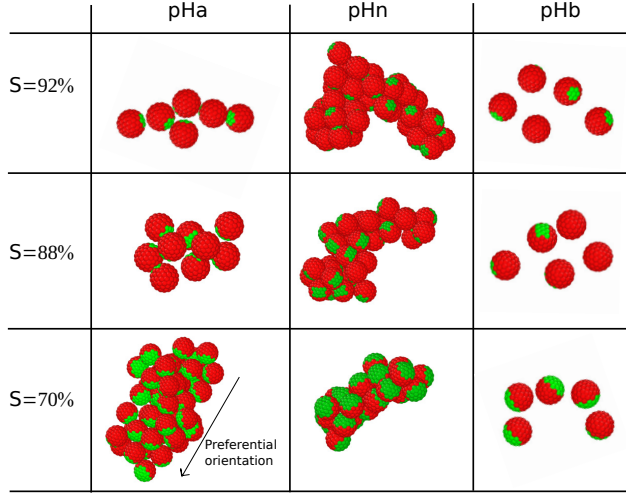 pHa pHn pHb
S=92%
S=88%
S=70%
Preferential
orientation